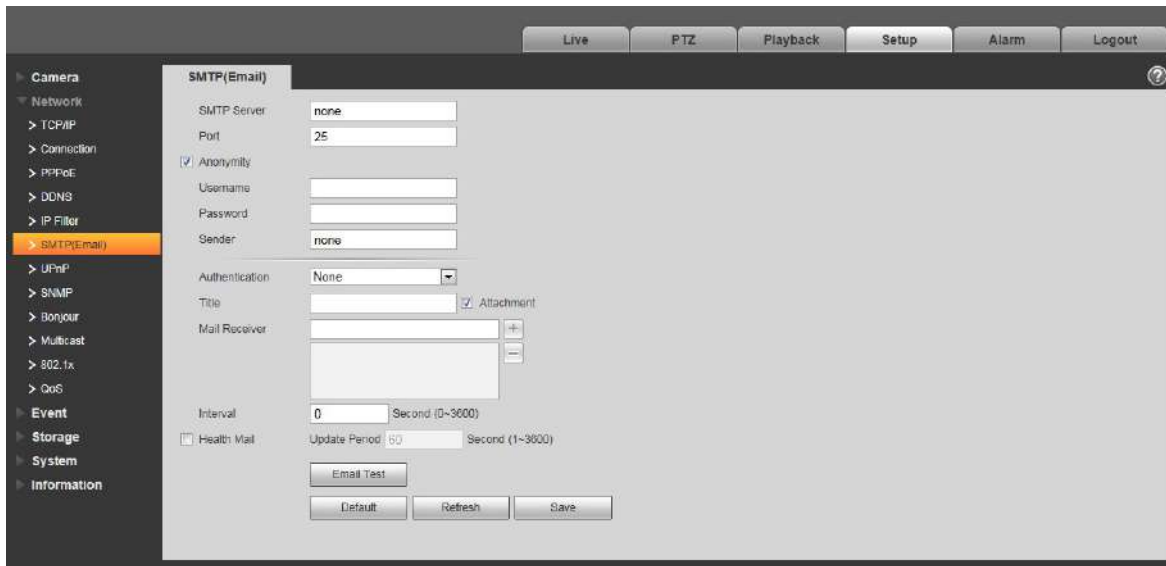 Live PTZ Playback Setup Alarm Logout
Camera
Network
> TCP/IP
> Connection
> PPPoE
> DDNS
> IP Filter
> SMTP(Email)
> UPnP
> SNMP
> Bonjour
> Multicast
> 802.1x
> QoS
Event
Storage
System
Information
SMTP(Email)
?
SMTP Server none
Port 25
Anonymity
Username
Password
Sender none
Authentication None
Title Attachment
Mail Receiver +
−
Interval 0 Second (0~3600)
Health Mail Update Period 60 Second (1~3600)
Email Test
Default Refresh Save